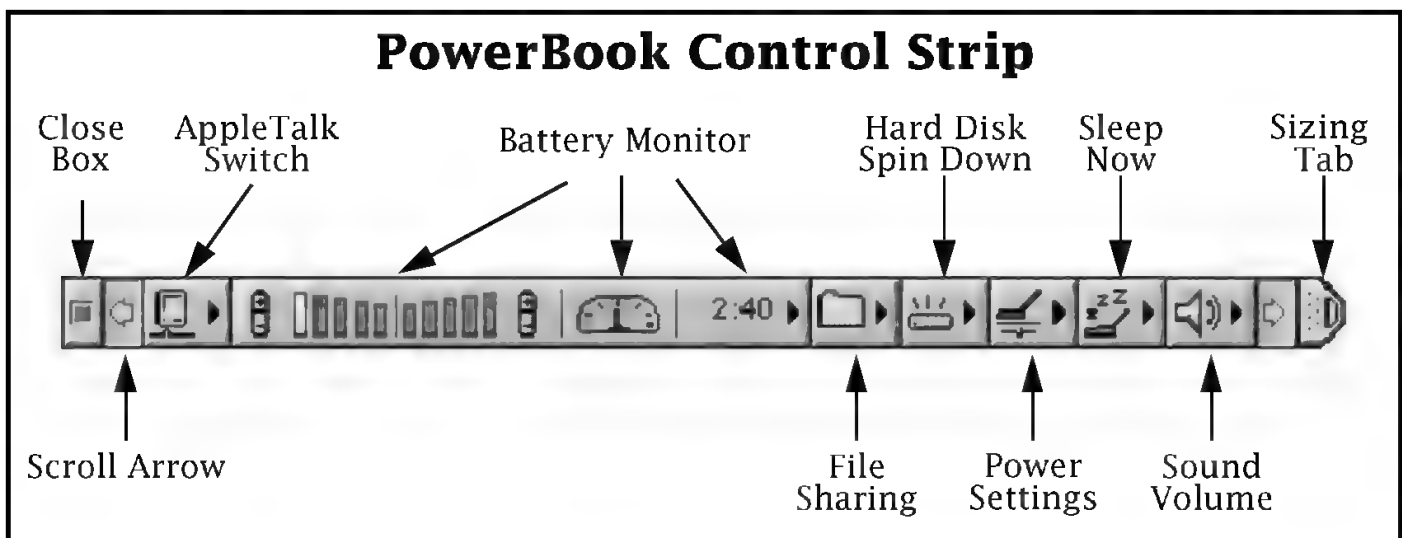 PowerBook Control Strip
Close
Box
AppleTalk
Switch
Battery Monitor
Hard Disk
Spin Down
Sleep
Now
Sizing
Tab
2:40
zzZ
Scroll Arrow
File
Sharing
Power
Settings
Sound
Volume